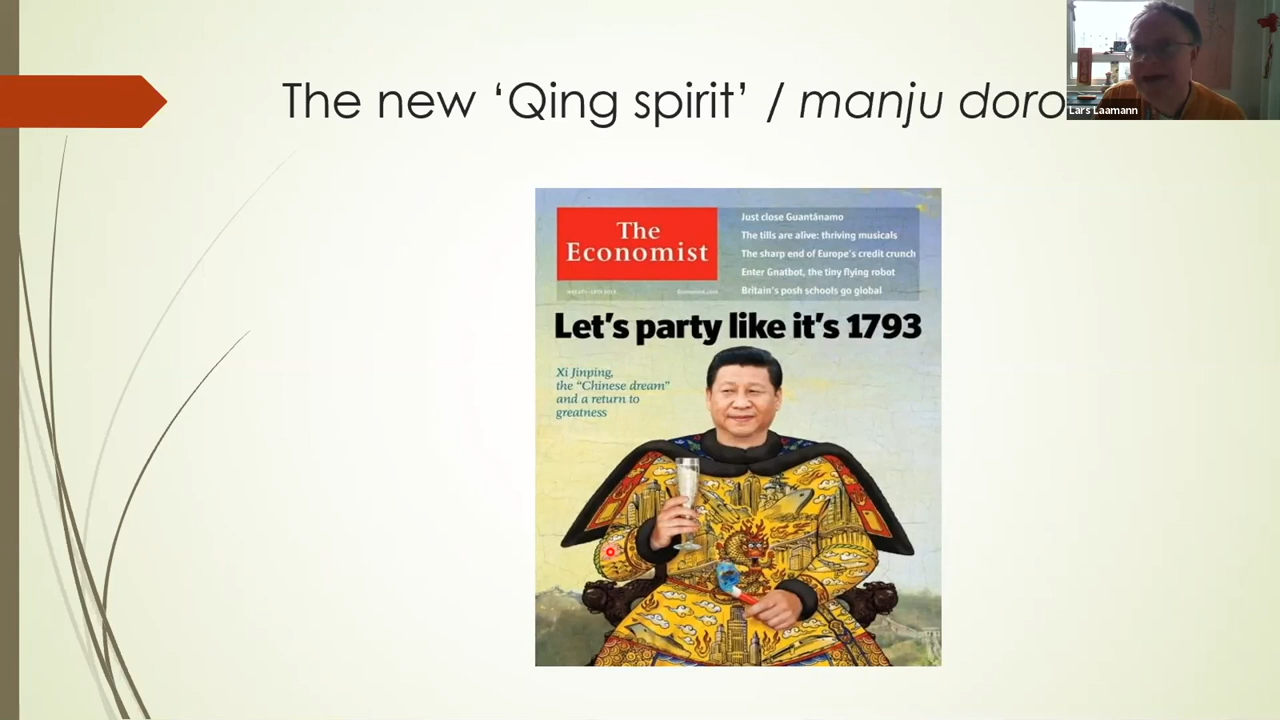 The new ‘Qing spirit’ / manju doro
Lars Laamann
The
Economist
Just close Guantánamo
The tills are alive: thriving musicals
The sharp end of Europe's credit crunch
Enter Gnatbot, the tiny flying robot
Britain's posh schools go global
Economist.com
Let's party like it's 1793
Xi Jinping,
the “Chinese dream”
and a return to
greatness